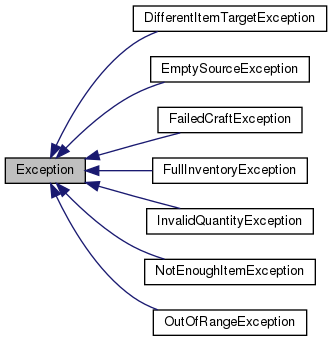 DifferentItemTargetException
EmptySourceException
FailedCraftException
Exception
FullInventoryException
InvalidQuantityException
NotEnoughItemException
OutOfRangeException